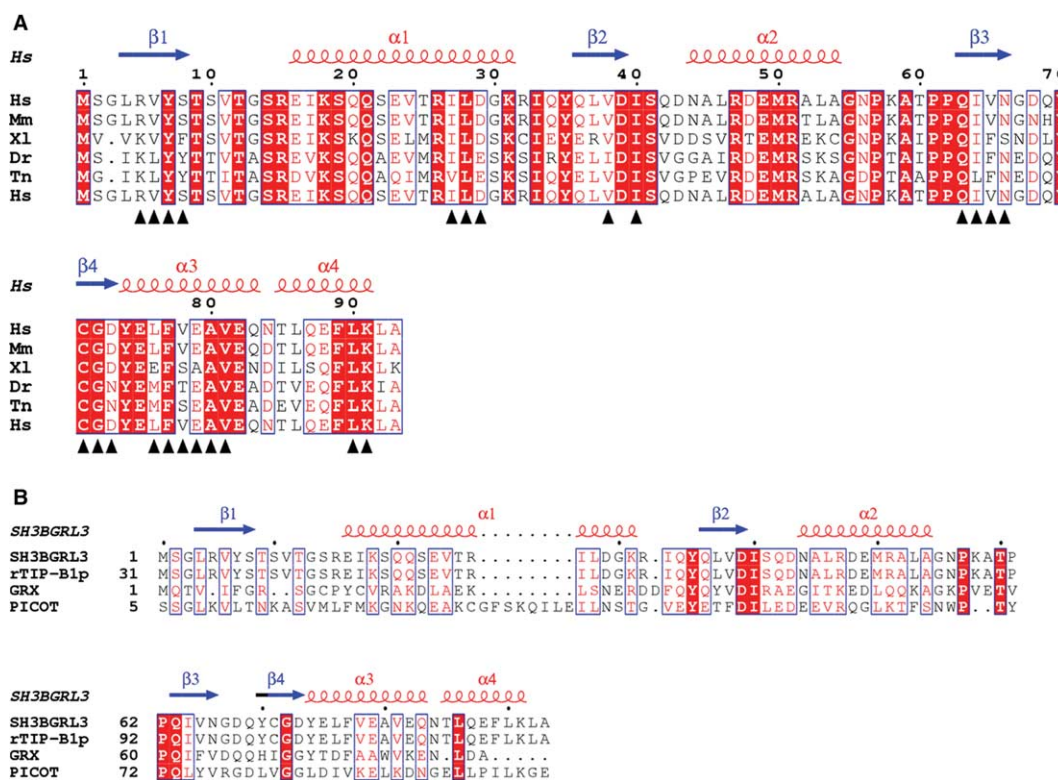 A
β1 α1 β2 α2 β3
Hs
1 10 20 30 40 50 60 70
Hs MSGLRVYSTSVTGSREIKSQQSEVTRILDGKRIQYQLVDISQDNALRDEMRALAGNPKATPPQIVNGDQ
Mm MSGLRVYSTSVTGSREIKSQQSEVTRILDGKRIQYQLVDISQDNALRDEMRTLAGNPKATPPQIVNGNH
Xl MV.VKVYFTSVTGSREIKSKQSELMRILDSKCIEYERVDISVDDSVRTEMREKCGNPKATPPQIFSN
Dr MS.IKLYYTTVTASREVKSQQAEVMRILESKSIRYELIDISVGGAIRDEMRSKSGNPTAIPPQIFNEDQ
Tn MG.IKLYYTSVTASRDVKSQQAQIMRVLESKSIQYELVDISVGPEVRDEMRSKAGDPTAAPPQLFN
Hs MSGLRVYSTSVTGSREIKSQQSEVTRILDGKRIQYQLVDISQDNALRDEMRALAGNPKATPPQIVNGDQ
β4 α3 α4
Hs
80 90
Hs CGDYELFVEAVEQNTLQEFLKLA
Mm CGDYELFVEAVEQDTLQEFLKLA
Xl CGDYEEFSAAVENDILSQFLKLK
Dr CGNYEMFTEAVEADTVEQFLKIA
Tn CGNYEMFSEAVEADEVEQFLKLA
Hs CGDYELFVEAVEQNTLQEFLKLA
B
β1 α1 β2 α2
SH3BGRL3
SH3BGRL3 1 MSGLRVYSTSVTGSREIKSQQSEVTR.........ILDGKR.IQYQLVDISQDNALRDEMRALAGNPKATP
rTIP-B1p 31 MSGLRVYSTSVTGSREIKSQQSEVTR.........ILDGKR.IQYQLVDISQDNALRDEMRALAGNPKATP
GRX 1 MQTV.IFGR..SGCPYCVRAKDLAEK.........LSNERDDFQYQYVDIRAEGITKEDLQQKAGKPVETV
PICOT 5 SSGLKVLTNKASVMLFMKGNKQEAKCGFSKQILEILNSTG.VEYETFDILEDEEVRQGLKTFSNWP..TY
β3 β4 α3 α4
SH3BGRL3
SH3BGRL3 62 PQIVNGDQYCGDYELFVEAVEQNTLQEFLKLA
rTIP-B1p 92 PQIVNGDQYCGDYELFVEAVEQNTLQEFLKLA
GRX 60 PQIFVDQQHIGGYTDFAAWVKEN.LDA.....
PICOT 72 PQLYVRGDLVGGLDIVKELKDNGELLPILKGE